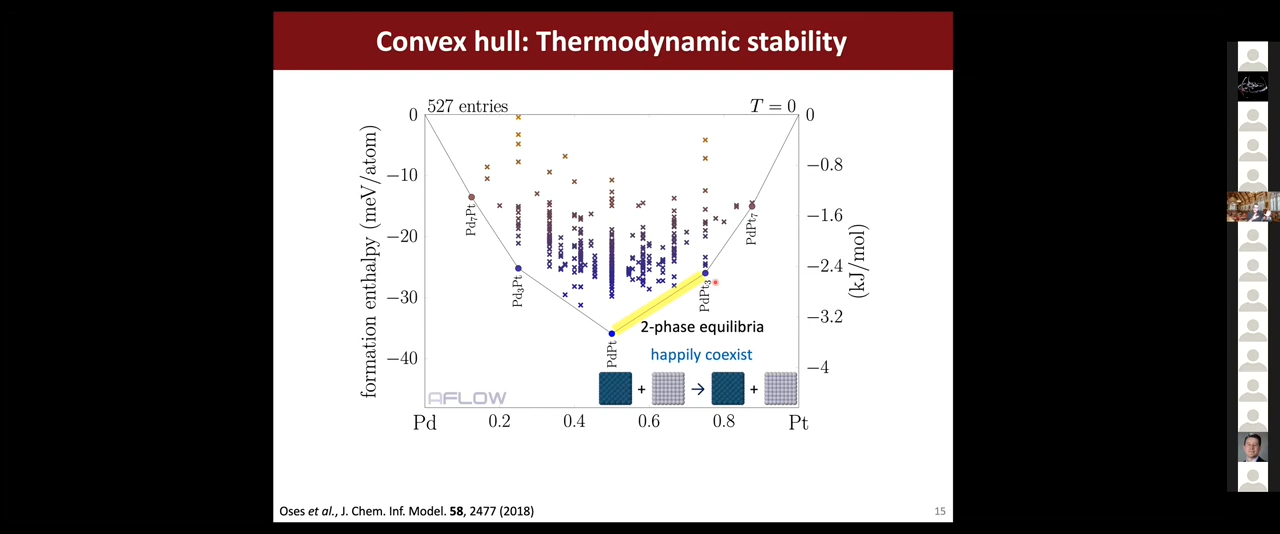 Convex hull: Thermodynamic stability
527 entries
T = 0
formation enthalpy (meV/atom)
0
−10
−20
−30
−40
0
−0.8
−1.6
−2.4
−3.2
−4
(kJ/mol)
Pd₇Pt
Pd₃Pt
PdPt
PdPt₃
PdPt₇
2-phase equilibria
happily coexist
+ → +
AFLOW
Pd 0.2 0.4 0.6 0.8 Pt
Oses et al., J. Chem. Inf. Model. 58, 2477 (2018)
15